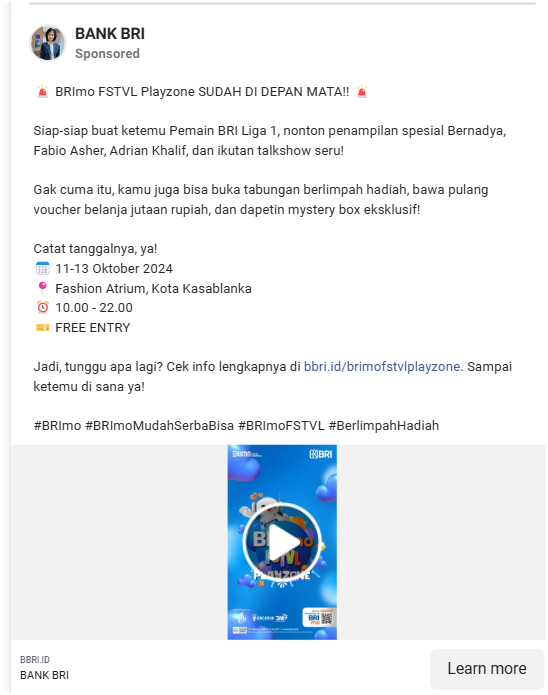 BANK BRI
Sponsored
🚨 BRImo FSTVL Playzone SUDAH DI DEPAN MATA!! 🚨
Siap-siap buat ketemu Pemain BRI Liga 1, nonton penampilan spesial Bernadya,
Fabio Asher, Adrian Khalif, dan ikutan talkshow seru!
Gak cuma itu, kamu juga bisa buka tabungan berlimpah hadiah, bawa pulang
voucher belanja jutaan rupiah, dan dapetin mystery box eksklusif!
Catat tanggalnya, ya!
📅 11-13 Oktober 2024
📍 Fashion Atrium, Kota Kasablanka
⏰ 10.00 - 22.00
🎫 FREE ENTRY
Jadi, tunggu apa lagi? Cek info lengkapnya di bbri.id/brimofstvlplayzone. Sampai
ketemu di sana ya!
#BRImo #BRImoMudahSerbaBisa #BRImoFSTVL #BerlimpahHadiah
BUMN
BRI
FSTVL
PLAYZONE
BBRI.ID
BANK BRI
Learn more